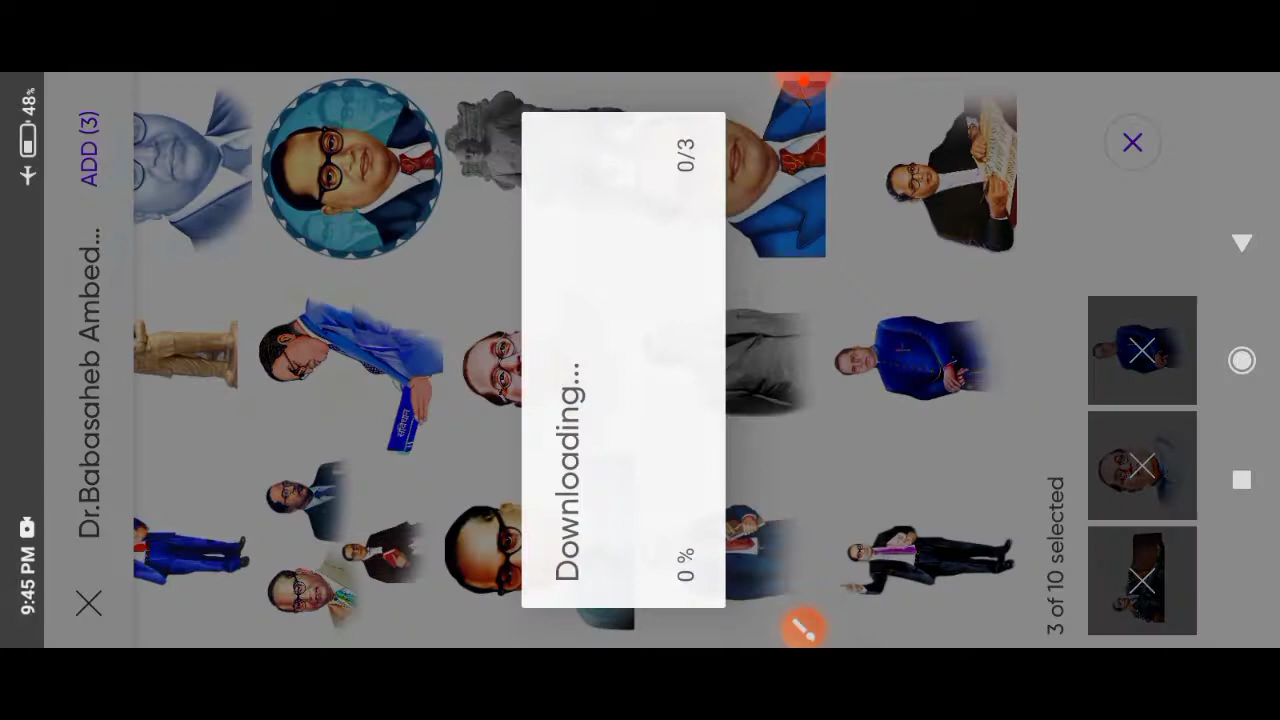 9:45 PM
48%
Dr.Babasaheb Ambed...
ADD (3)
संविधान
Downloading...
0 %
0/3
3 of 10 selected